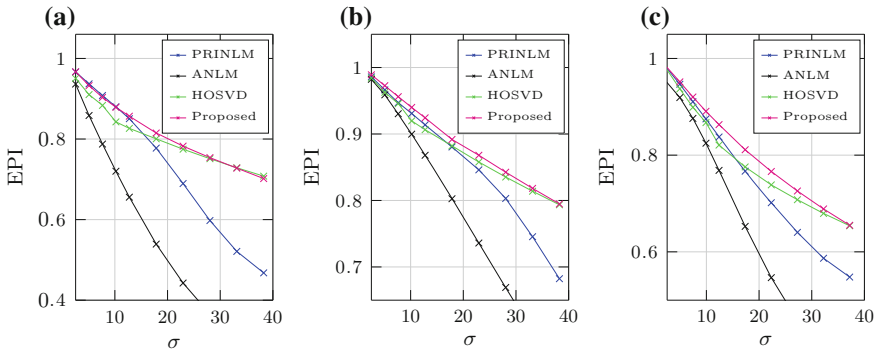 (a)
1
0.8
0.6
0.4
EPI
10
20
30
40
σ
PRINLM
ANLM
HOSVD
Proposed
(b)
1
0.9
0.8
0.7
EPI
10
20
30
40
σ
PRINLM
ANLM
HOSVD
Proposed
(c)
1
0.8
0.6
EPI
10
20
30
40
σ
PRINLM
ANLM
HOSVD
Proposed